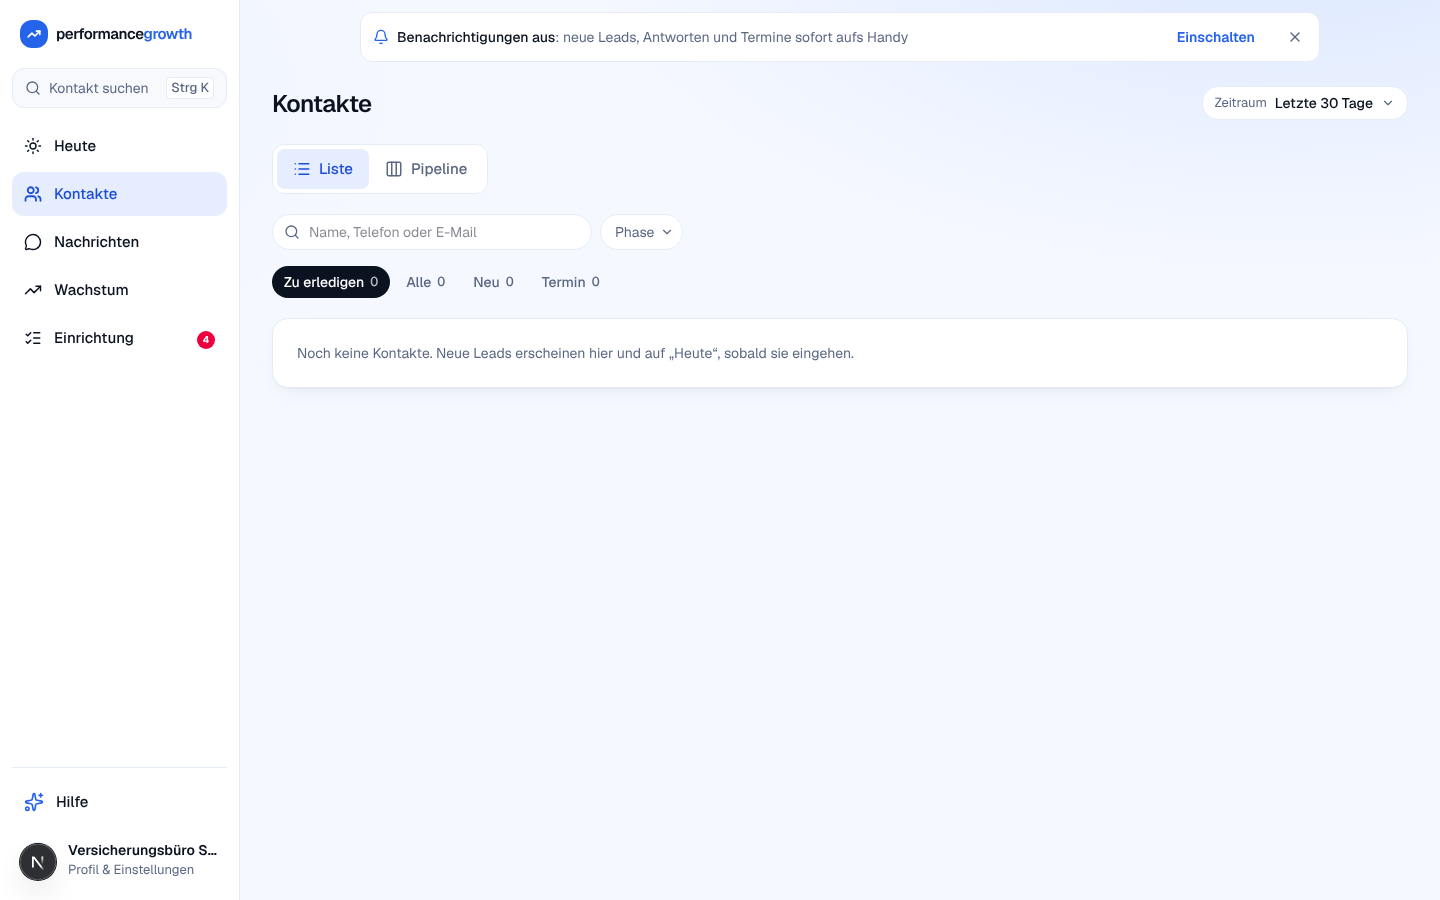 performancegrowth
Kontakt suchen Strg K
Heute
Kontakte
Nachrichten
Wachstum
Einrichtung 4
Hilfe
N
Versicherungsbüro S...
Profil & Einstellungen
Benachrichtigungen aus: neue Leads, Antworten und Termine sofort aufs Handy Einschalten
Kontakte
Zeitraum Letzte 30 Tage
Liste Pipeline
Name, Telefon oder E-Mail Phase
Zu erledigen 0 Alle 0 Neu 0 Termin 0
Noch keine Kontakte. Neue Leads erscheinen hier und auf „Heute“, sobald sie eingehen.